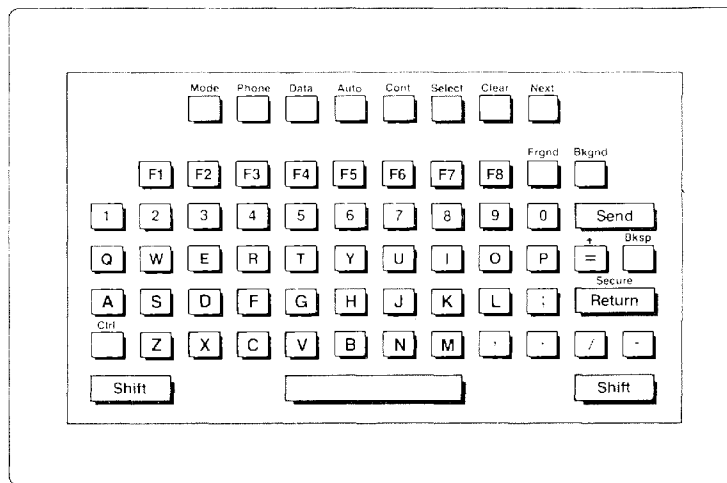 Mode Phone Data Auto Cont Select Clear Next
Frgnd Bkgnd
F1 F2 F3 F4 F5 F6 F7 F8
1 2 3 4 5 6 7 8 9 0 Send
↑ Bksp
Q W E R T Y U I O P =
Secure
A S D F G H J K L ; Return
Ctrl
Z X C V B N M , . / -
Shift Shift